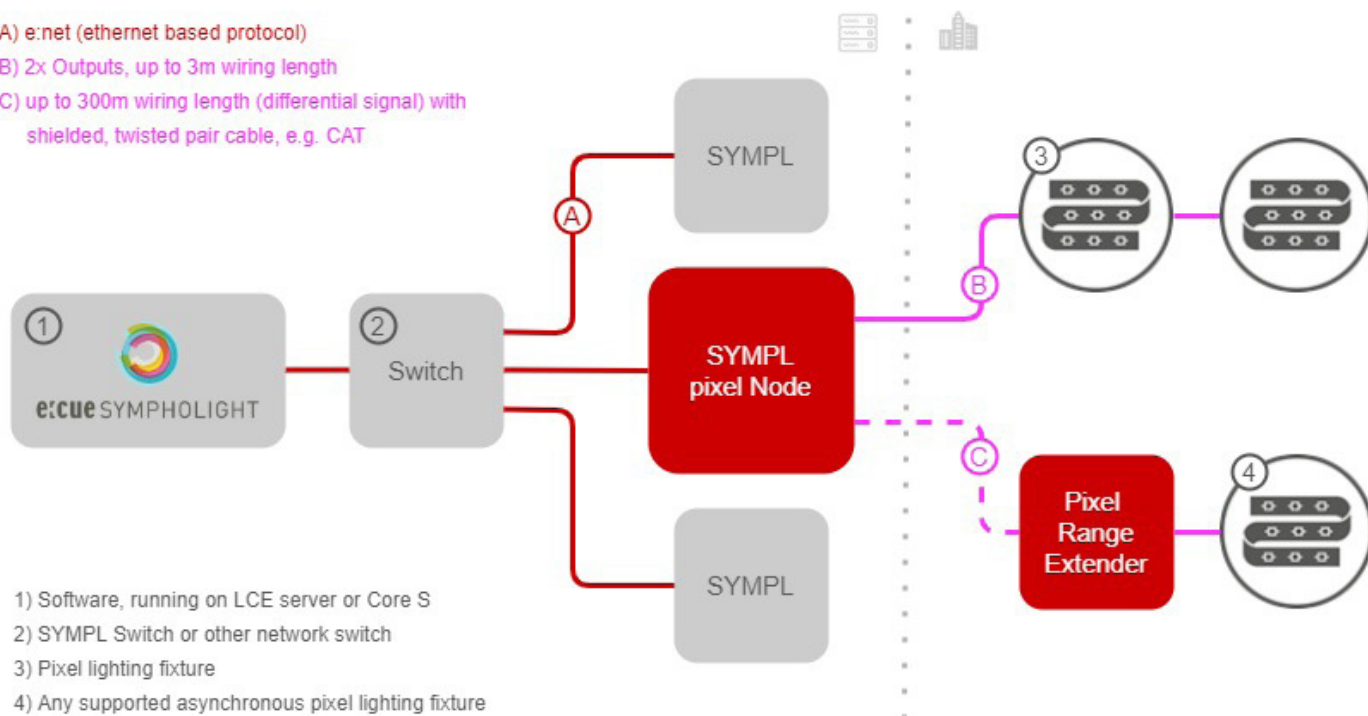 A) e:net (ethernet based protocol)
B) 2x Outputs, up to 3m wiring length
C) up to 300m wiring length (differential signal) with
shielded, twisted pair cable, e.g. CAT
SYMPL
3
A
B
1
e:cue SYMPHOLIGHT
2
Switch
SYMPL
pixel Node
C
4
Pixel
Range
Extender
SYMPL
1) Software, running on LCE server or Core S
2) SYMPL Switch or other network switch
3) Pixel lighting fixture
4) Any supported asynchronous pixel lighting fixture